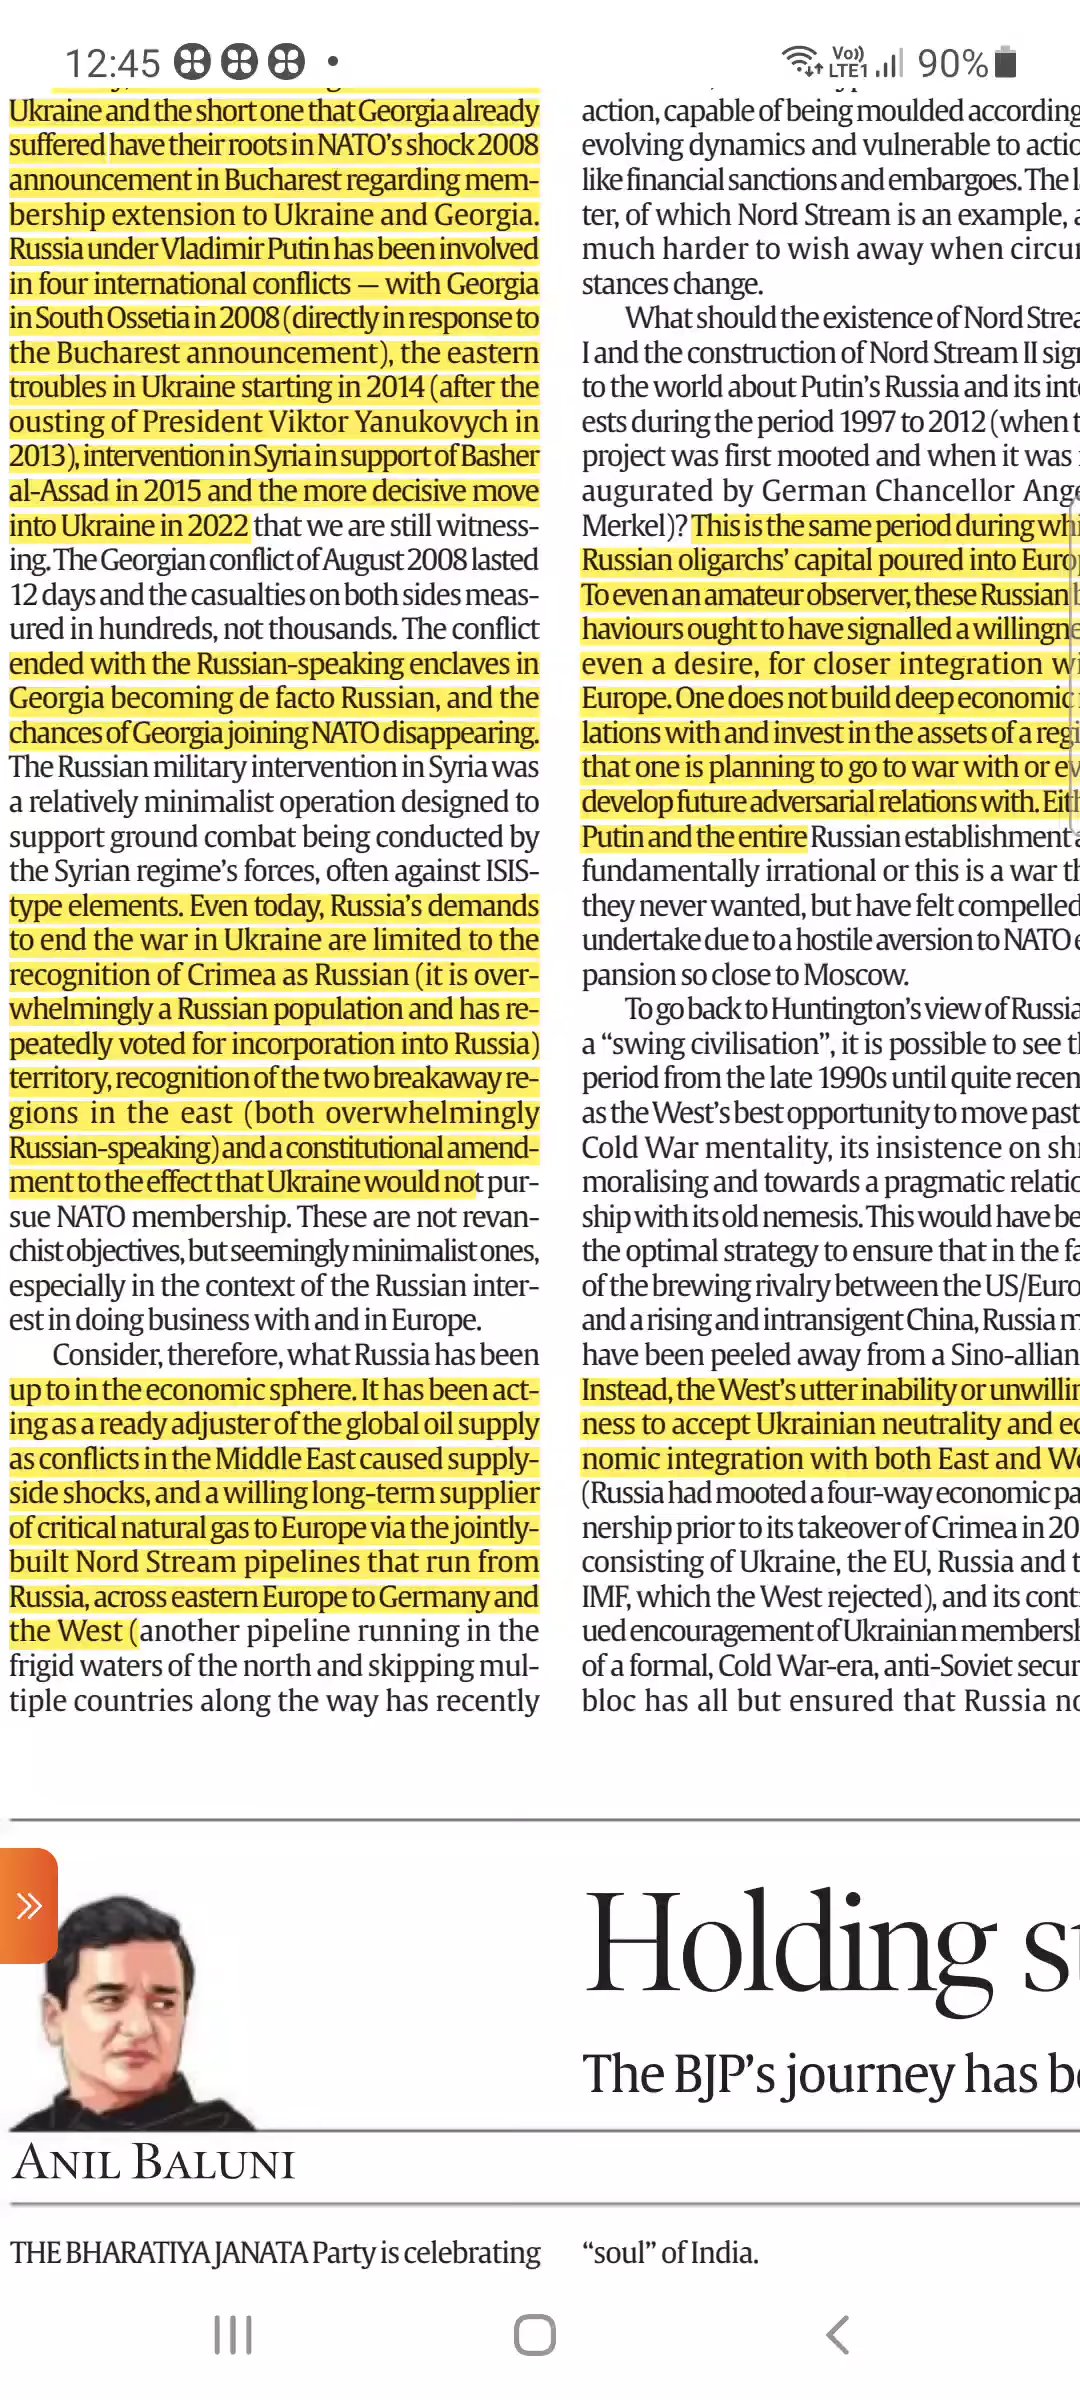 12:45
Vo)) LTE1 90%
Ukraine and the short one that Georgia already
suffered have their roots in NATO's shock 2008
announcement in Bucharest regarding mem-
bership extension to Ukraine and Georgia.
Russia under Vladimir Putin has been involved
in four international conflicts — with Georgia
in South Ossetia in 2008 (directly in response to
the Bucharest announcement), the eastern
troubles in Ukraine starting in 2014 (after the
ousting of President Viktor Yanukovych in
2013), intervention in Syria in support of Basher
al-Assad in 2015 and the more decisive move
into Ukraine in 2022 that we are still witness-
ing. The Georgian conflict of August 2008 lasted
12 days and the casualties on both sides meas-
ured in hundreds, not thousands. The conflict
ended with the Russian-speaking enclaves in
Georgia becoming de facto Russian, and the
chances of Georgia joining NATO disappearing.
The Russian military intervention in Syria was
a relatively minimalist operation designed to
support ground combat being conducted by
the Syrian regime's forces, often against ISIS-
type elements. Even today, Russia's demands
to end the war in Ukraine are limited to the
recognition of Crimea as Russian (it is over-
whelmingly a Russian population and has re-
peatedly voted for incorporation into Russia)
territory, recognition of the two breakaway re-
gions in the east (both overwhelmingly
Russian-speaking) and a constitutional amend-
ment to the effect that Ukraine would not pur-
sue NATO membership. These are not revan-
chist objectives, but seemingly minimalist ones,
especially in the context of the Russian inter-
est in doing business with and in Europe.
Consider, therefore, what Russia has been
up to in the economic sphere. It has been act-
ing as a ready adjuster of the global oil supply
as conflicts in the Middle East caused supply-
side shocks, and a willing long-term supplier
of critical natural gas to Europe via the jointly-
built Nord Stream pipelines that run from
Russia, across eastern Europe to Germany and
the West (another pipeline running in the
frigid waters of the north and skipping mul-
tiple countries along the way has recently
action, capable of being moulded according
evolving dynamics and vulnerable to actio
like financial sanctions and embargoes. The l
ter, of which Nord Stream is an example, a
much harder to wish away when circu
stances change.
What should the existence of Nord Strea
I and the construction of Nord Stream II sig
to the world about Putin's Russia and its int
ests during the period 1997 to 2012 (when t
project was first mooted and when it was
augurated by German Chancellor Ang
Merkel)? This is the same period during whi
Russian oligarchs' capital poured into Euro
To even an amateur observer, these Russian b
haviours ought to have signalled a willingne
even a desire, for closer integration wi
Europe. One does not build deep economic
lations with and invest in the assets of a regi
that one is planning to go to war with or ev
develop future adversarial relations with. Eit
Putin and the entire Russian establishment a
fundamentally irrational or this is a war th
they never wanted, but have felt compelled
undertake due to a hostile aversion to NATO e
pansion so close to Moscow.
To go back to Huntington's view of Russia
a “swing civilisation”, it is possible to see t
period from the late 1990s until quite recen
as the West's best opportunity to move past
Cold War mentality, its insistence on shr
moralising and towards a pragmatic relatio
ship with its old nemesis. This would have be
the optimal strategy to ensure that in the fa
of the brewing rivalry between the US/Euro
and a rising and intransigent China, Russia m
have been peeled away from a Sino-allian
Instead, the West's utter inability or unwillin
ness to accept Ukrainian neutrality and ec
nomic integration with both East and We
(Russia had mooted a four-way economic pa
nership prior to its takeover of Crimea in 20
consisting of Ukraine, the EU, Russia and t
IMF, which the West rejected), and its conti
ued encouragement of Ukrainian membersh
of a formal, Cold War-era, anti-Soviet secur
bloc has all but ensured that Russia no
Holding st
The BJP's journey has be
ANIL BALUNI
THE BHARATIYA JANATA Party is celebrating
“soul” of India.